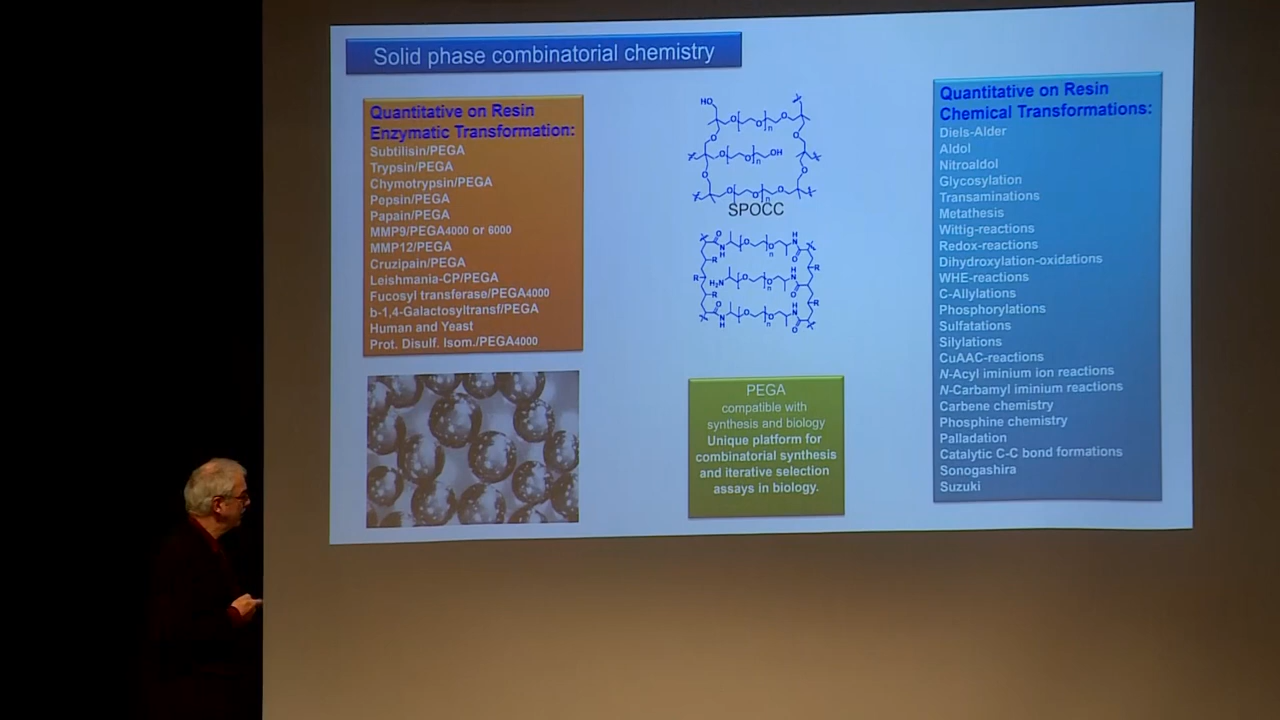 Solid phase combinatorial chemistry
Quantitative on Resin
Enzymatic Transformation:
Subtilisin/PEGA
Trypsin/PEGA
Chymotrypsin/PEGA
Pepsin/PEGA
Papain/PEGA
MMP9/PEGA4000 or 6000
MMP12/PEGA
Cruzipain/PEGA
Leishmania-CP/PEGA
Fucosyl transferase/PEGA4000
b-1,4-Galactosyltransf/PEGA
Human and Yeast
Prot. Disulf. Isom./PEGA4000
SPOCC
PEGA
compatible with
synthesis and biology
Unique platform for
combinatorial synthesis
and iterative selection
assays in biology.
Quantitative on Resin
Chemical Transformations:
Diels-Alder
Aldol
Nitroaldol
Glycosylation
Transaminations
Metathesis
Wittig-reactions
Redox-reactions
Dihydroxylation-oxidations
WHE-reactions
C-Allylations
Phosphorylations
Sulfatations
Silylations
CuAAC-reactions
N-Acyl iminium ion reactions
N-Carbamyl iminium reactions
Carbene chemistry
Phosphine chemistry
Palladation
Catalytic C-C bond formations
Sonogashira
Suzuki